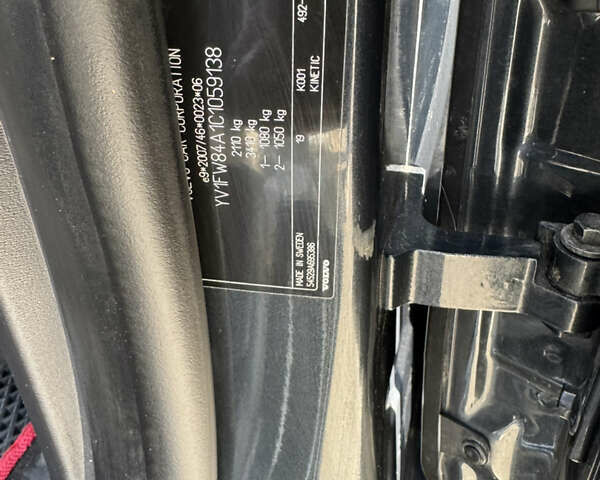 VOLVO CAR CORPORATION
e9*2007/46*0023*06
YV1FW84A1C1059138
2110 kg
3410 kg
1– 1080 kg
2– 1050 kg
19 K001 492-
KINETIC
MADE IN SWEDEN
VOLVO